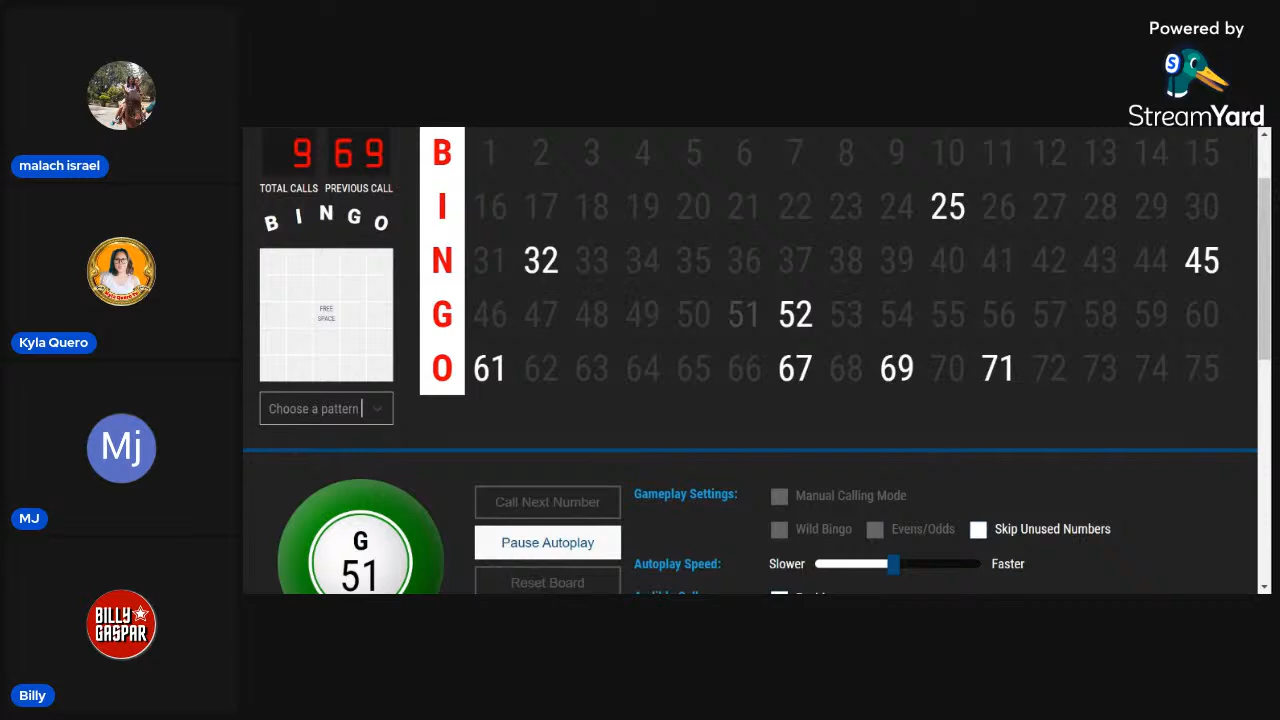 Powered by
StreamYard
malach israel
Kyla Quero
Mj
MJ
BILLY
GASPAR
Billy
9 69
TOTAL CALLS PREVIOUS CALL
B I N G O
FREE
SPACE
Choose a pattern
B 1 2 3 4 5 6 7 8 9 10 11 12 13 14 15
I 16 17 18 19 20 21 22 23 24 25 26 27 28 29 30
N 31 32 33 34 35 36 37 38 39 40 41 42 43 44 45
G 46 47 48 49 50 51 52 53 54 55 56 57 58 59 60
O 61 62 63 64 65 66 67 68 69 70 71 72 73 74 75
G
51
Call Next Number
Pause Autoplay
Reset Board
Gameplay Settings: Manual Calling Mode
Wild Bingo Evens/Odds Skip Unused Numbers
Autoplay Speed: Slower Faster